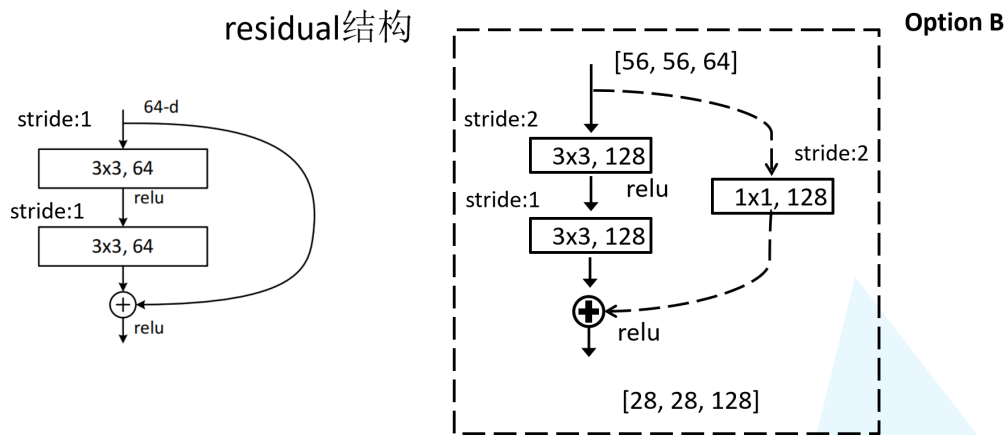 residual结构
Option B
64-d
stride:1
3x3, 64
relu
stride:1
3x3, 64
+
relu
[56, 56, 64]
stride:2
3x3, 128
relu
stride:2
1x1, 128
stride:1
3x3, 128
+
relu
[28, 28, 128]